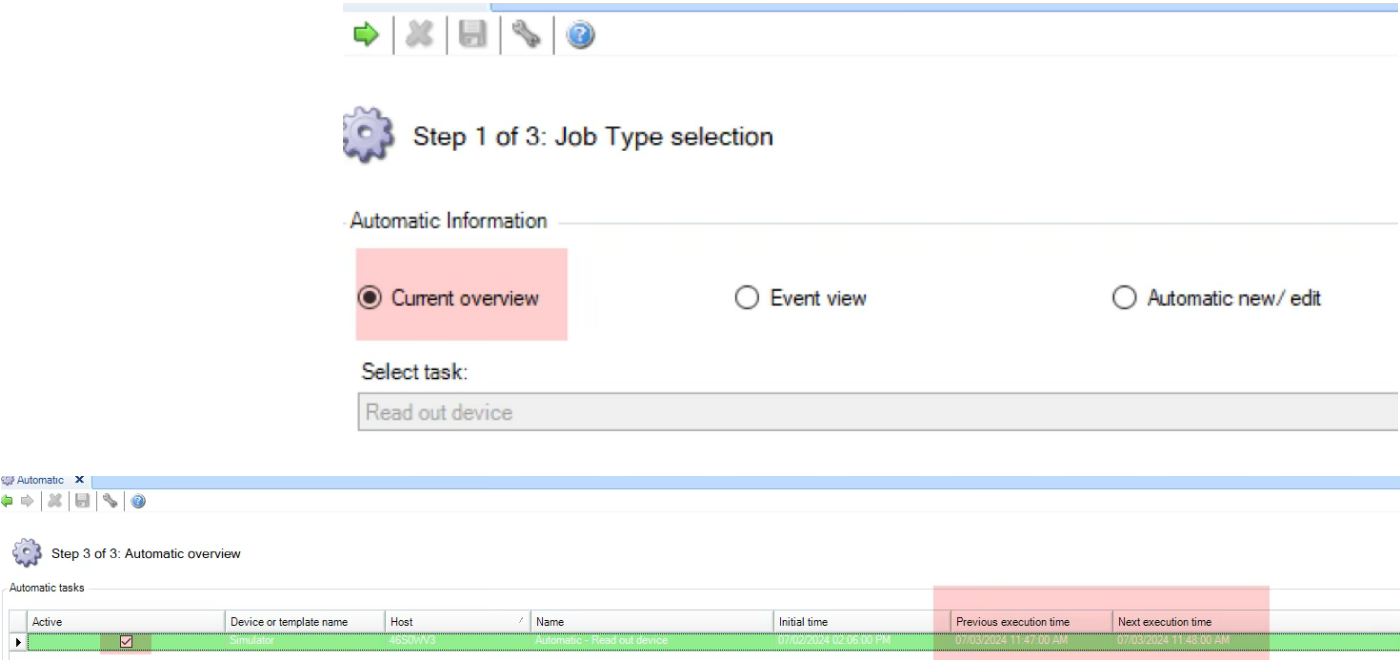 Step 1 of 3: Job Type selection
Automatic Information
Current overview Event view Automatic new/ edit
Select task:
Read out device
Automatic X
Step 3 of 3: Automatic overview
Automatic tasks
Active Device or template name Host Name Initial time Previous execution time Next execution time
Simulator 46S0WV3 Automatic - Read out device 07/02/2024 02:06:00 PM 07/03/2024 11:47:00 AM 07/03/2024 11:48:00 AM